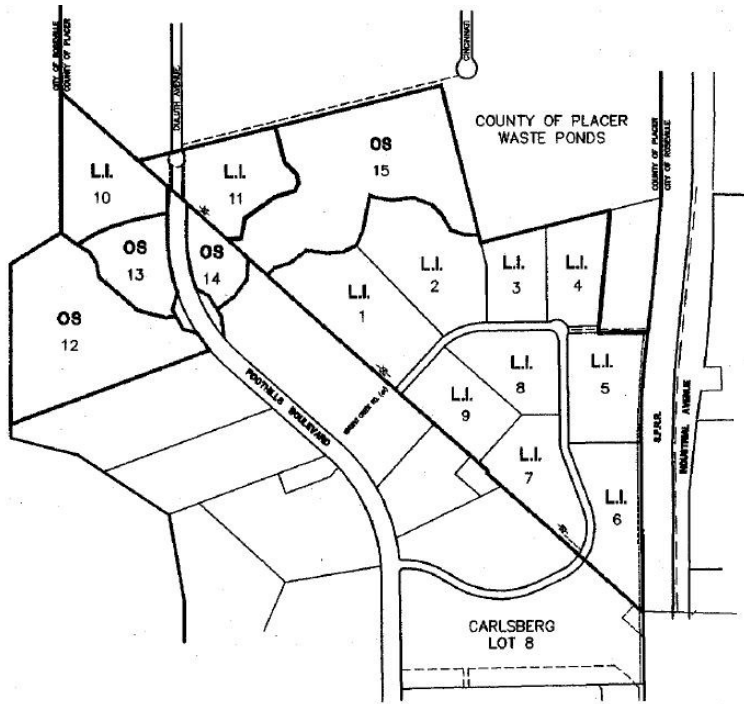 CITY OF ROSEVILLE
COUNTY OF PLACER
DULUTH AVENUE
CINCINNATI
COUNTY OF PLACER
WASTE PONDS
COUNTY OF PLACER
CITY OF ROSEVILLE
L.I.
10
L.I.
11
OS
15
OS
13
OS
14
OS
12
L.I.
1
L.I.
2
L.I.
3
L.I.
4
L.I.
5
L.I.
8
L.I.
9
L.I.
7
L.I.
6
FOOTHILLS BOULEVARD
S.P.R.R.
INDUSTRIAL AVENUE
CARLSBERG
LOT 8